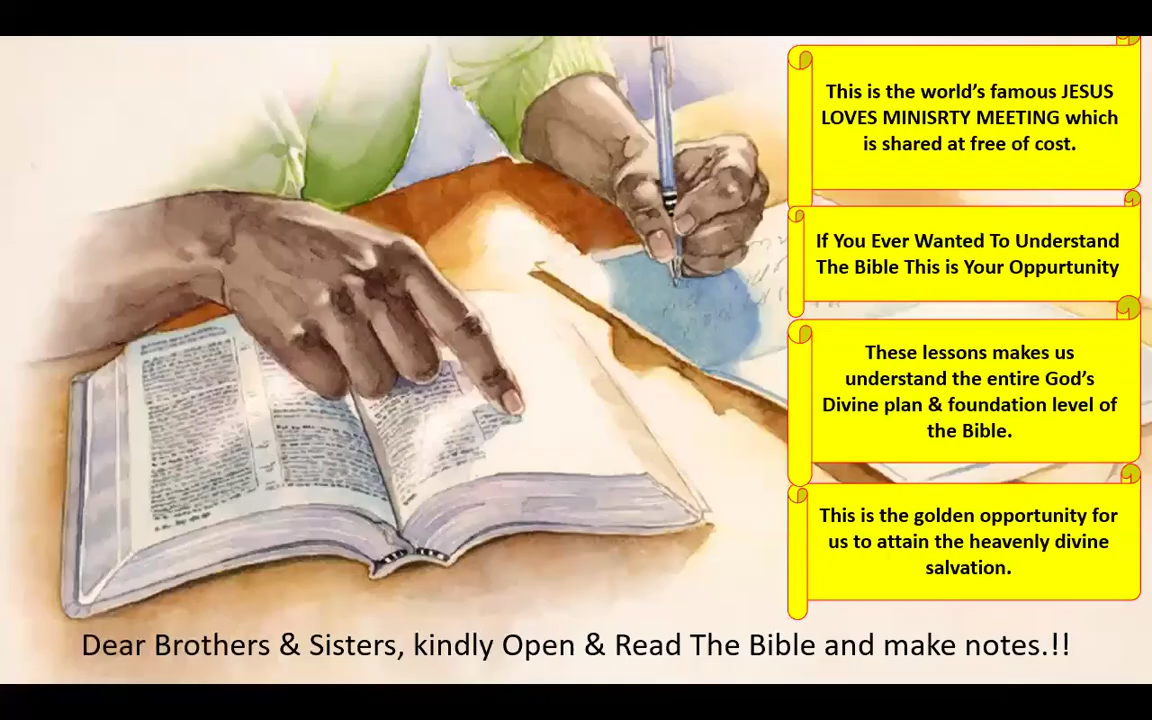 This is the world’s famous JESUS
LOVES MINISRTY MEETING which
is shared at free of cost.
If You Ever Wanted To Understand
The Bible This is Your Oppurtunity
These lessons makes us
understand the entire God’s
Divine plan & foundation level of
the Bible.
This is the golden opportunity for
us to attain the heavenly divine
salvation.
Dear Brothers & Sisters, kindly Open & Read The Bible and make notes.!!